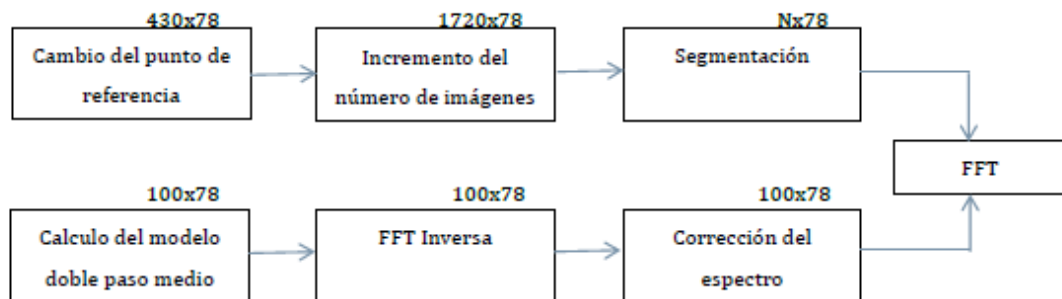 430x78
1720x78
Nx78
Cambio del punto de
referencia
Incremento del
número de imágenes
Segmentación
FFT
100x78
100x78
100x78
Calculo del modelo
doble paso medio
FFT Inversa
Corrección del
espectro